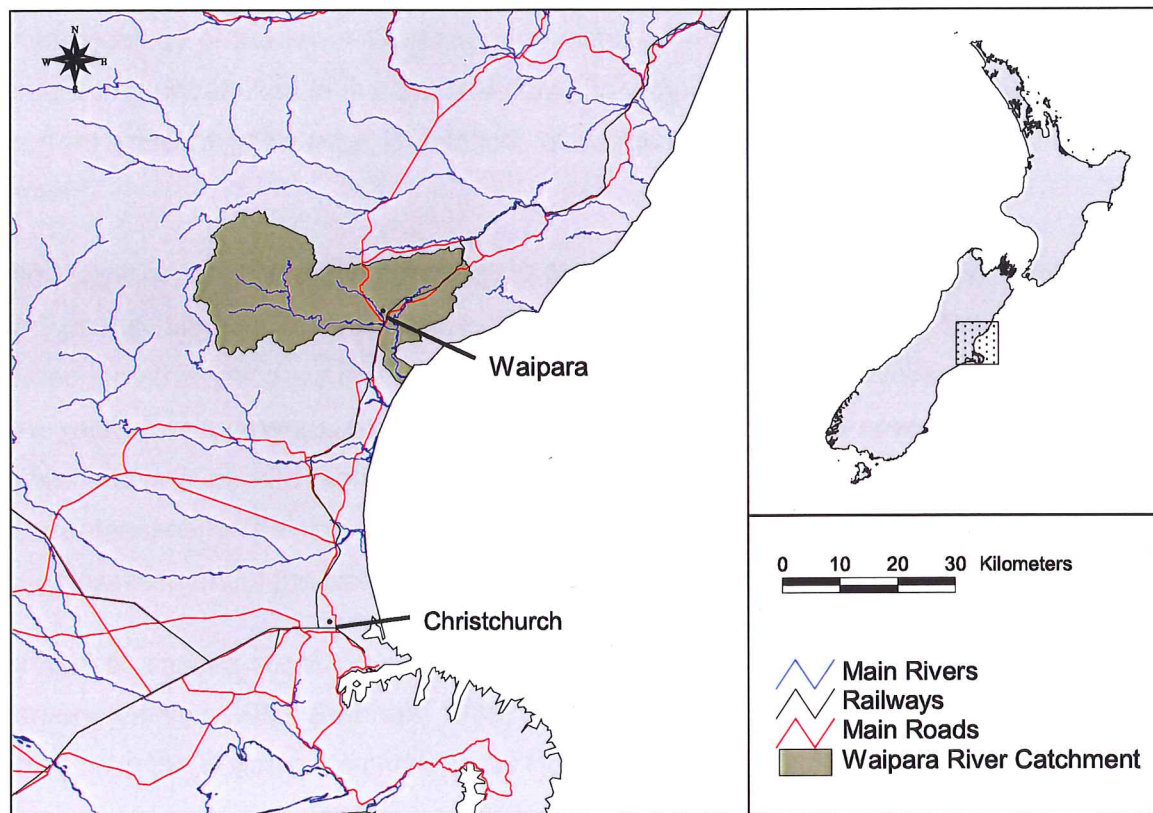 N
W H
S
Waipara
Christchurch
0 10 20 30 Kilometers
Main Rivers
Railways
Main Roads
Waipara River Catchment